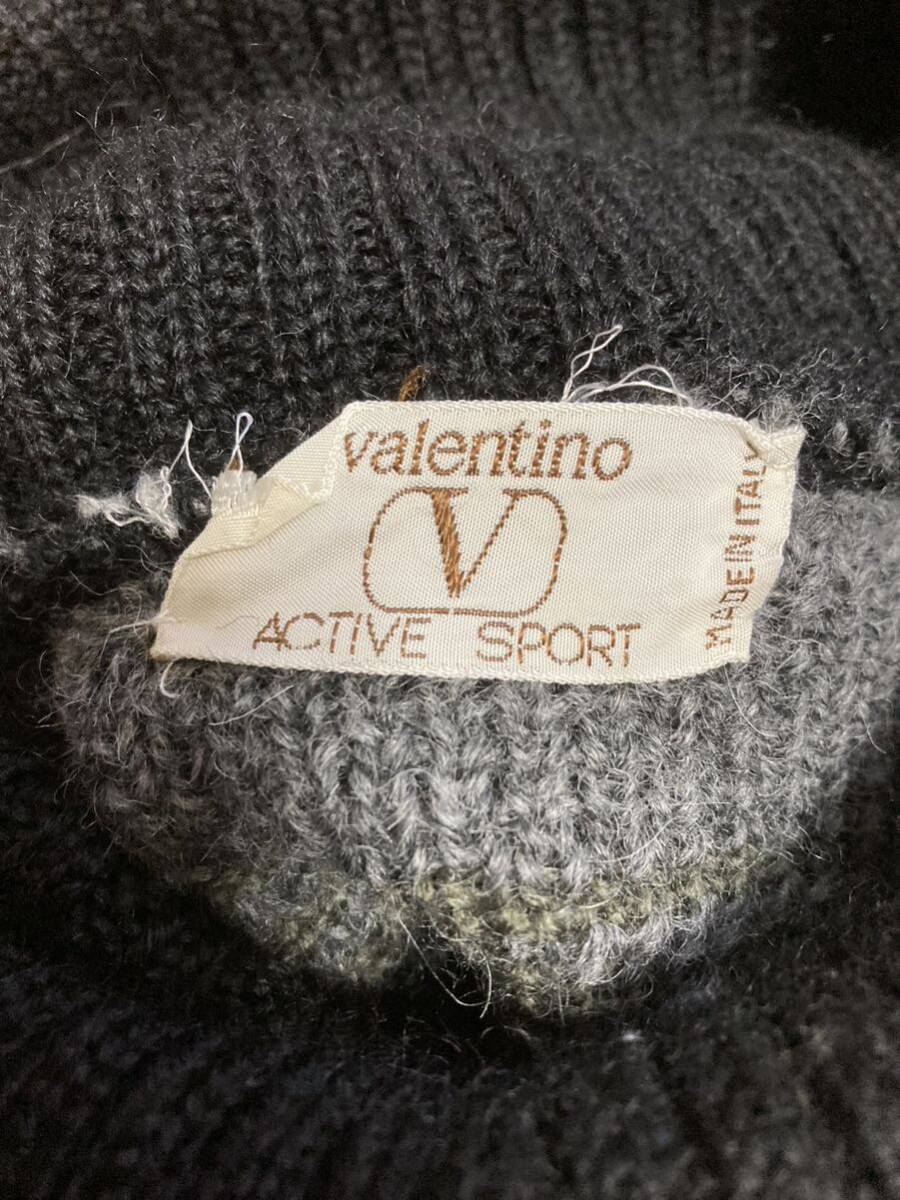 valentino
V
ACTIVE SPORT
MADE IN ITALY